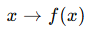 x → f(x)